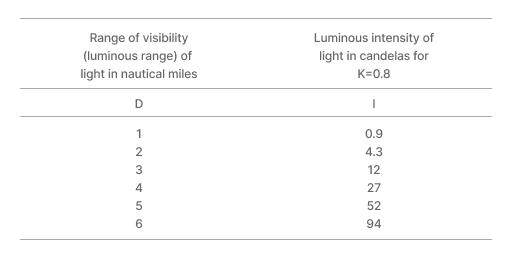 Range of visibility
(luminous range) of
light in nautical miles
Luminous intensity of
light in candelas for
K=0.8
D I
1 0.9
2 4.3
3 12
4 27
5 52
6 94